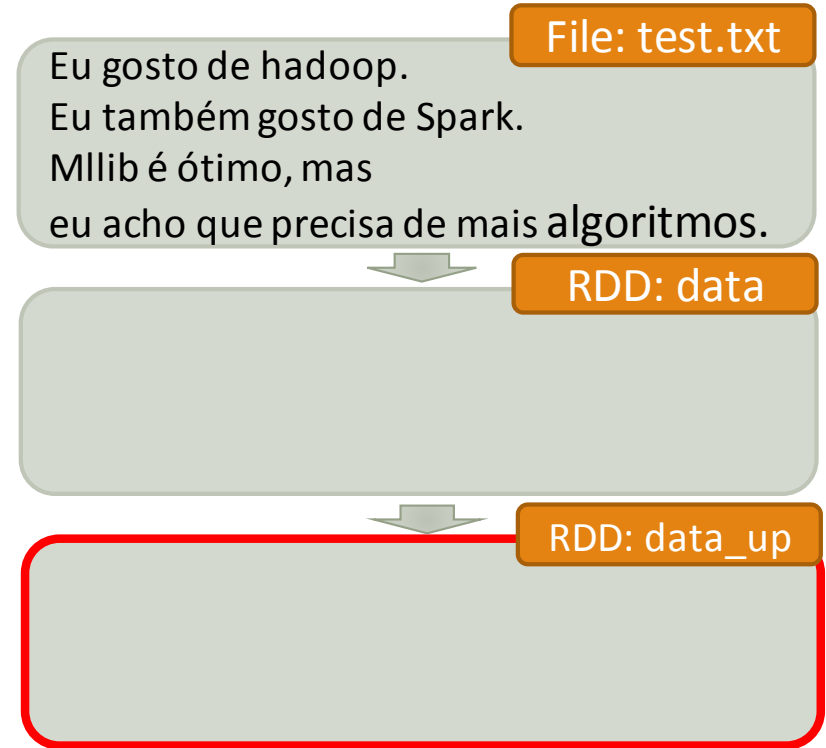 File: test.txt
Eu gosto de hadoop.
Eu também gosto de Spark.
Mllib é ótimo, mas
eu acho que precisa de mais algoritmos.
RDD: data
RDD: data_up